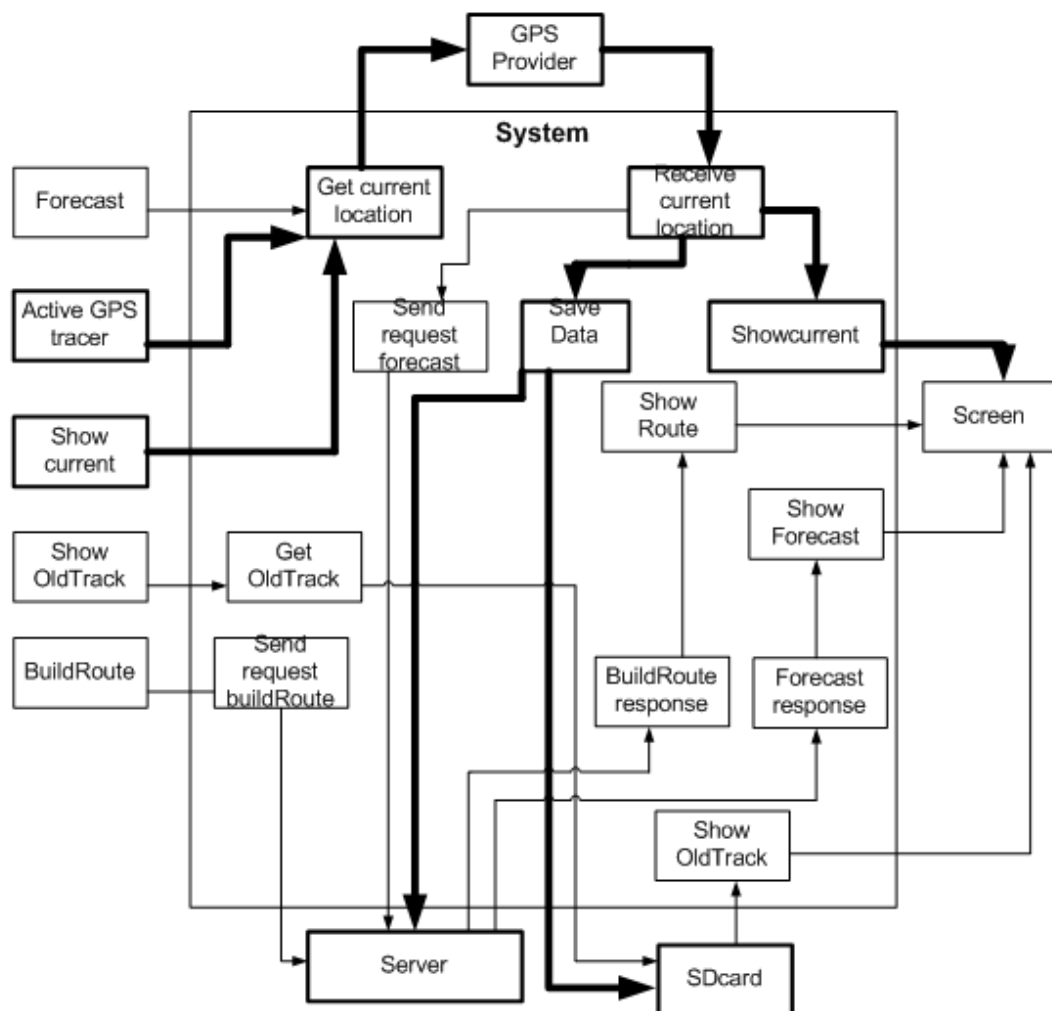 GPS
Provider
System
Forecast
Get current
location
Receive
current
location
Active GPS
tracer
Send
request
forecast
Save
Data
Showcurrent
Show
current
Show
Route
Screen
Show
OldTrack
Get
OldTrack
Show
Forecast
BuildRoute
Send
request
buildRoute
BuildRoute
response
Forecast
response
Show
OldTrack
Server
SDcard